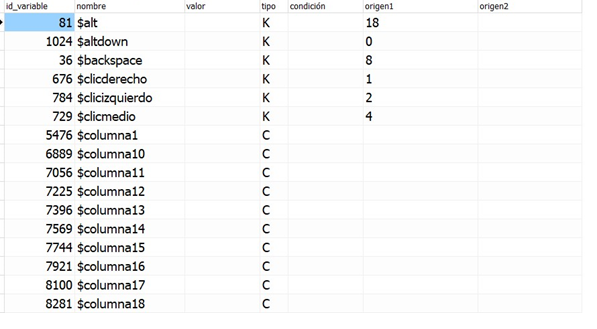 id_variable nombre valor tipo condición origen1 origen2
81 $alt K 18
1024 $altdown K 0
36 $backspace K 8
676 $clicderecho K 1
784 $clicizquierdo K 2
729 $clicmedio K 4
5476 $columna1 C
6889 $columna10 C
7056 $columna11 C
7225 $columna12 C
7396 $columna13 C
7569 $columna14 C
7744 $columna15 C
7921 $columna16 C
8100 $columna17 C
8281 $columna18 C